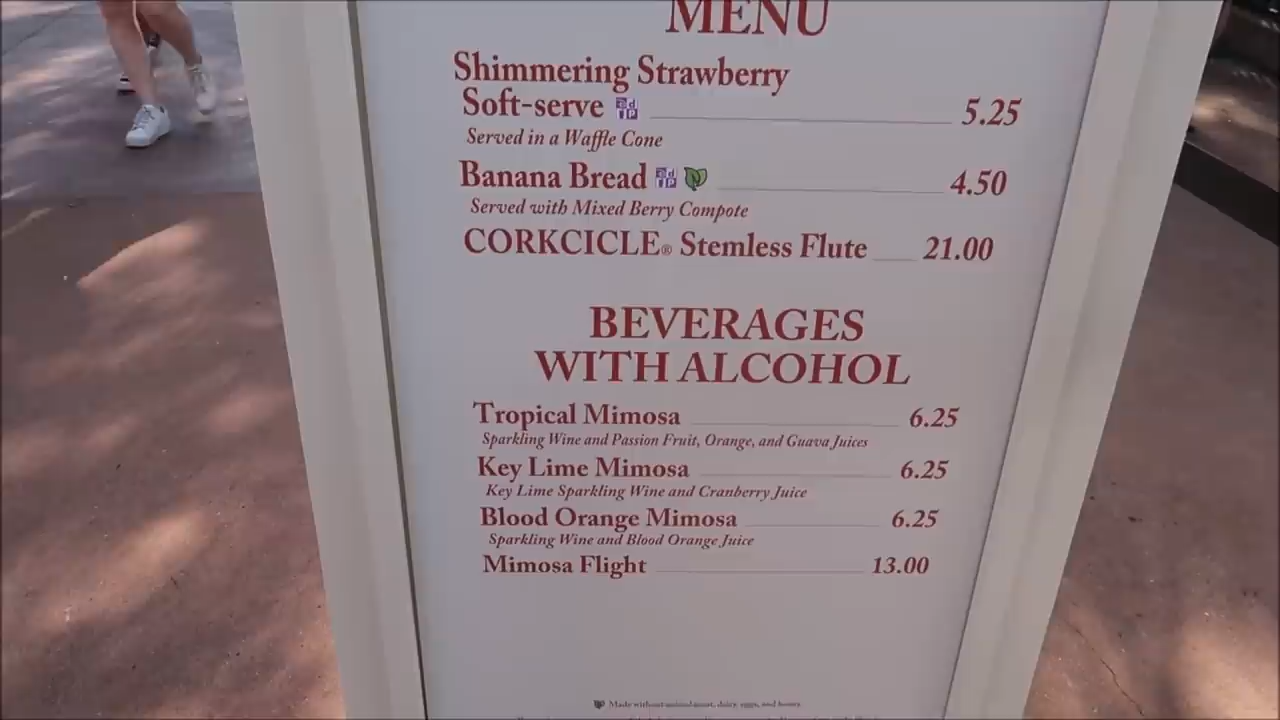 MENU
Shimmering Strawberry
Soft-serve 5.25
Served in a Waffle Cone
Banana Bread 4.50
Served with Mixed Berry Compote
CORKCICLE® Stemless Flute 21.00
BEVERAGES
WITH ALCOHOL
Tropical Mimosa 6.25
Sparkling Wine and Passion Fruit, Orange, and Guava Juices
Key Lime Mimosa 6.25
Key Lime Sparkling Wine and Cranberry Juice
Blood Orange Mimosa 6.25
Sparkling Wine and Blood Orange Juice
Mimosa Flight 13.00
Made without animal meat, dairy, eggs, and honey